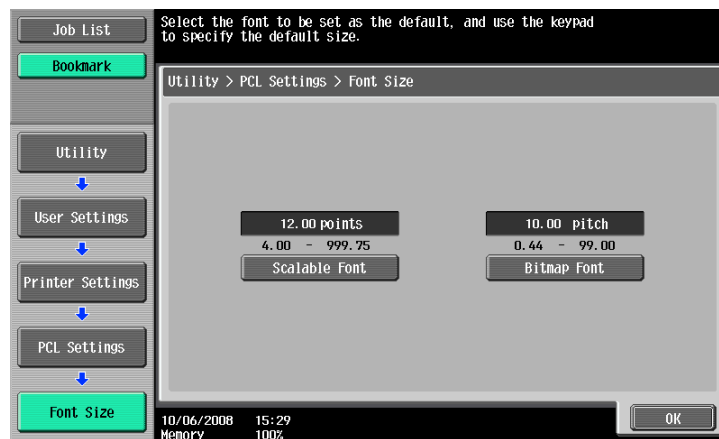 Job List
Select the font to be set as the default, and use the keypad
to specify the default size.
Bookmark
Utility > PCL Settings > Font Size
Utility
User Settings
Printer Settings
PCL Settings
Font Size
12.00 points
4.00 - 999.75
Scalable Font
10.00 pitch
0.44 - 99.00
Bitmap Font
10/06/2008 15:29
Memory 100%
OK